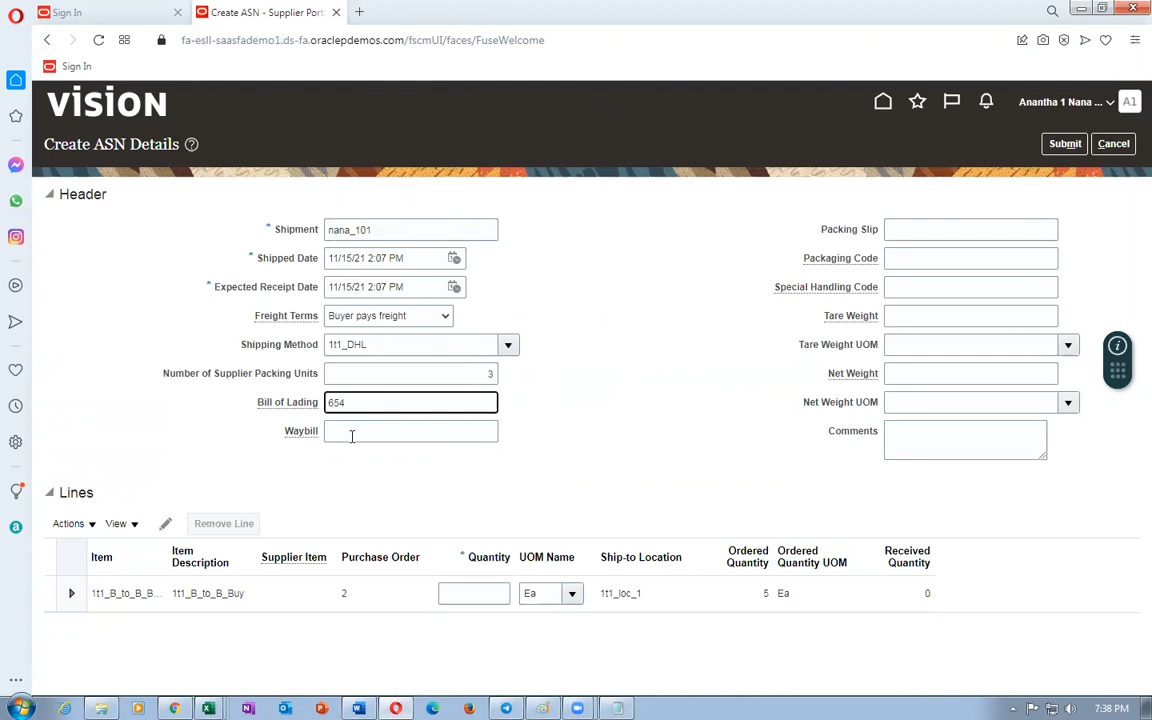 Sign In
Create ASN - Supplier Port
fa-esll-saasfademo1.ds-fa.oraclepdemos.com/fscmUI/faces/FuseWelcome
Sign In
VISION
Anantha 1 Nana ...
A1
Create ASN Details
Submit
Cancel
Header
* Shipment
nana_101
* Shipped Date
11/15/21 2:07 PM
* Expected Receipt Date
11/15/21 2:07 PM
Freight Terms
Buyer pays freight
Shipping Method
1t1_DHL
Number of Supplier Packing Units
3
Bill of Lading
654
Waybill
Packing Slip
Packaging Code
Special Handling Code
Tare Weight
Tare Weight UOM
Net Weight
Net Weight UOM
Comments
Lines
Actions
View
Remove Line
Item
Item Description
Supplier Item
Purchase Order
* Quantity
UOM Name
Ship-to Location
Ordered Quantity
Ordered Quantity UOM
Received Quantity
1t1_B_to_B_B...
1t1_B_to_B_Buy
2
Ea
1t1_loc_1
5
Ea
0
7:38 PM